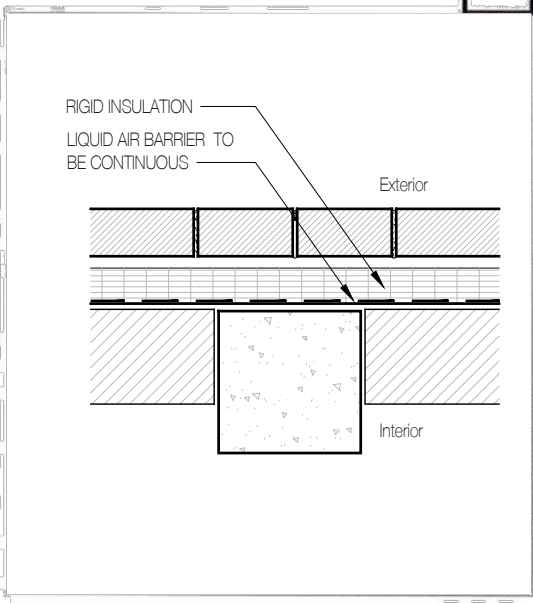 RIGID INSULATION
LIQUID AIR BARRIER TO
BE CONTINUOUS
Exterior
Interior